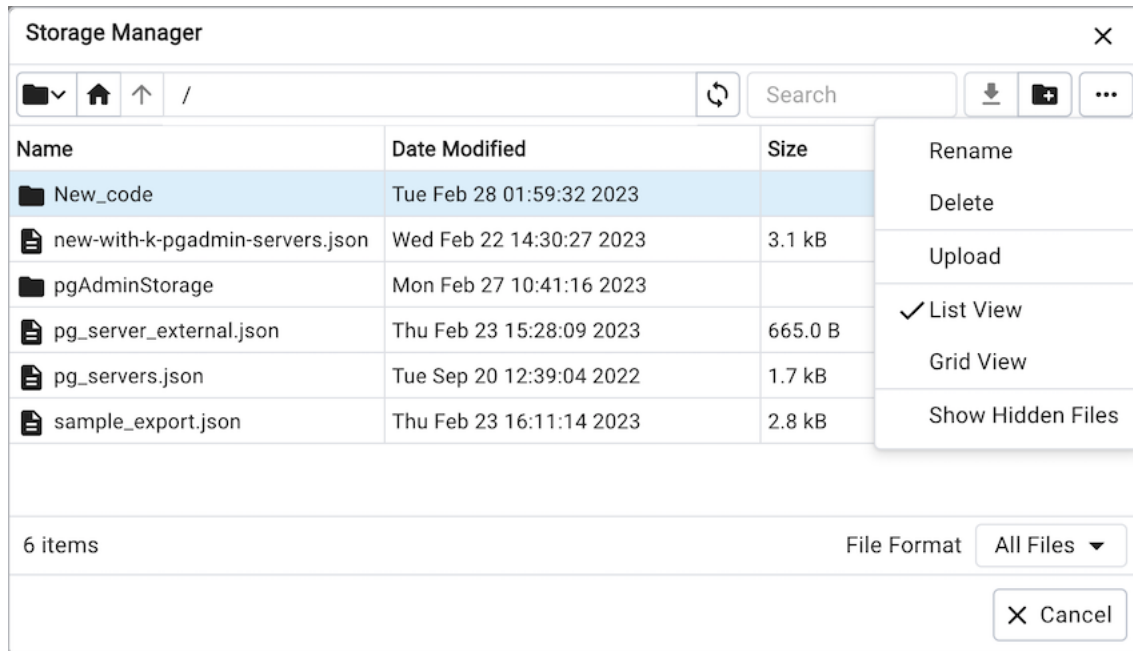 Storage Manager
/
Search
Name Date Modified Size
Rename
New_code Tue Feb 28 01:59:32 2023
Delete
new-with-k-pgadmin-servers.json Wed Feb 22 14:30:27 2023 3.1 kB
Upload
pgAdminStorage Mon Feb 27 10:41:16 2023
List View
pg_server_external.json Thu Feb 23 15:28:09 2023 665.0 B
Grid View
pg_servers.json Tue Sep 20 12:39:04 2022 1.7 kB
Show Hidden Files
sample_export.json Thu Feb 23 16:11:14 2023 2.8 kB
6 items File Format All Files
Cancel